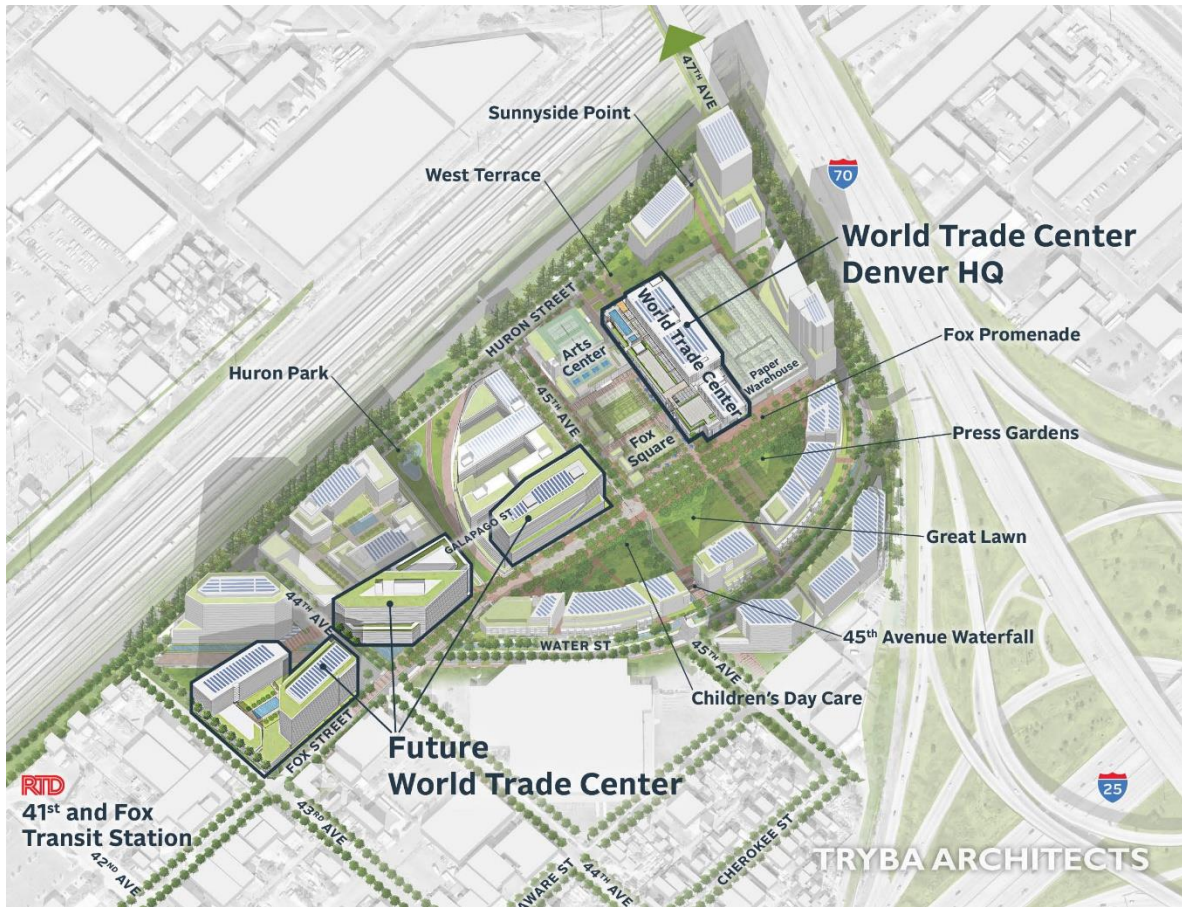 47TH AVE
Sunnyside Point
West Terrace
70
World Trade Center
Denver HQ
HURON STREET
World Trade Center
Arts
Center
Fox Promenade
Paper
Warehouse
Huron Park
45TH AVE
Fox
Square
Press Gardens
GALAPAGO ST
Great Lawn
44TH AVE
45th Avenue Waterfall
WATER ST
45TH AVE
Children's Day Care
FOX STREET
Future
World Trade Center
RTD
41st and Fox
Transit Station
25
43RD AVE
42ND AVE
AWARE ST
44TH AVE
CHEROKEE ST
TRYBA ARCHITECTS